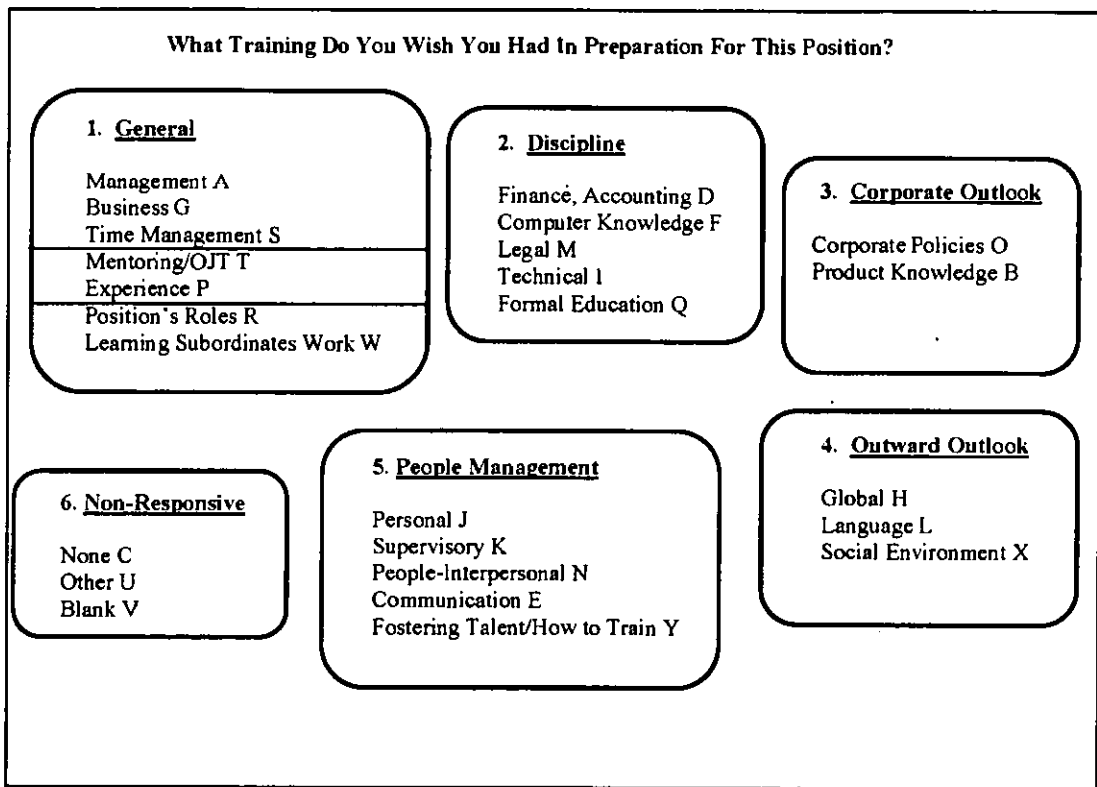 What Training Do You Wish You Had In Preparation For This Position?
1. General
Management A
Business G
Time Management S
Mentoring/OJT T
Experience P
Position's Roles R
Learning Subordinates Work W
2. Discipline
Finance, Accounting D
Computer Knowledge F
Legal M
Technical I
Formal Education Q
3. Corporate Outlook
Corporate Policies O
Product Knowledge B
4. Outward Outlook
Global H
Language L
Social Environment X
5. People Management
Personal J
Supervisory K
People-Interpersonal N
Communication E
Fostering Talent/How to Train Y
6. Non-Responsive
None C
Other U
Blank V